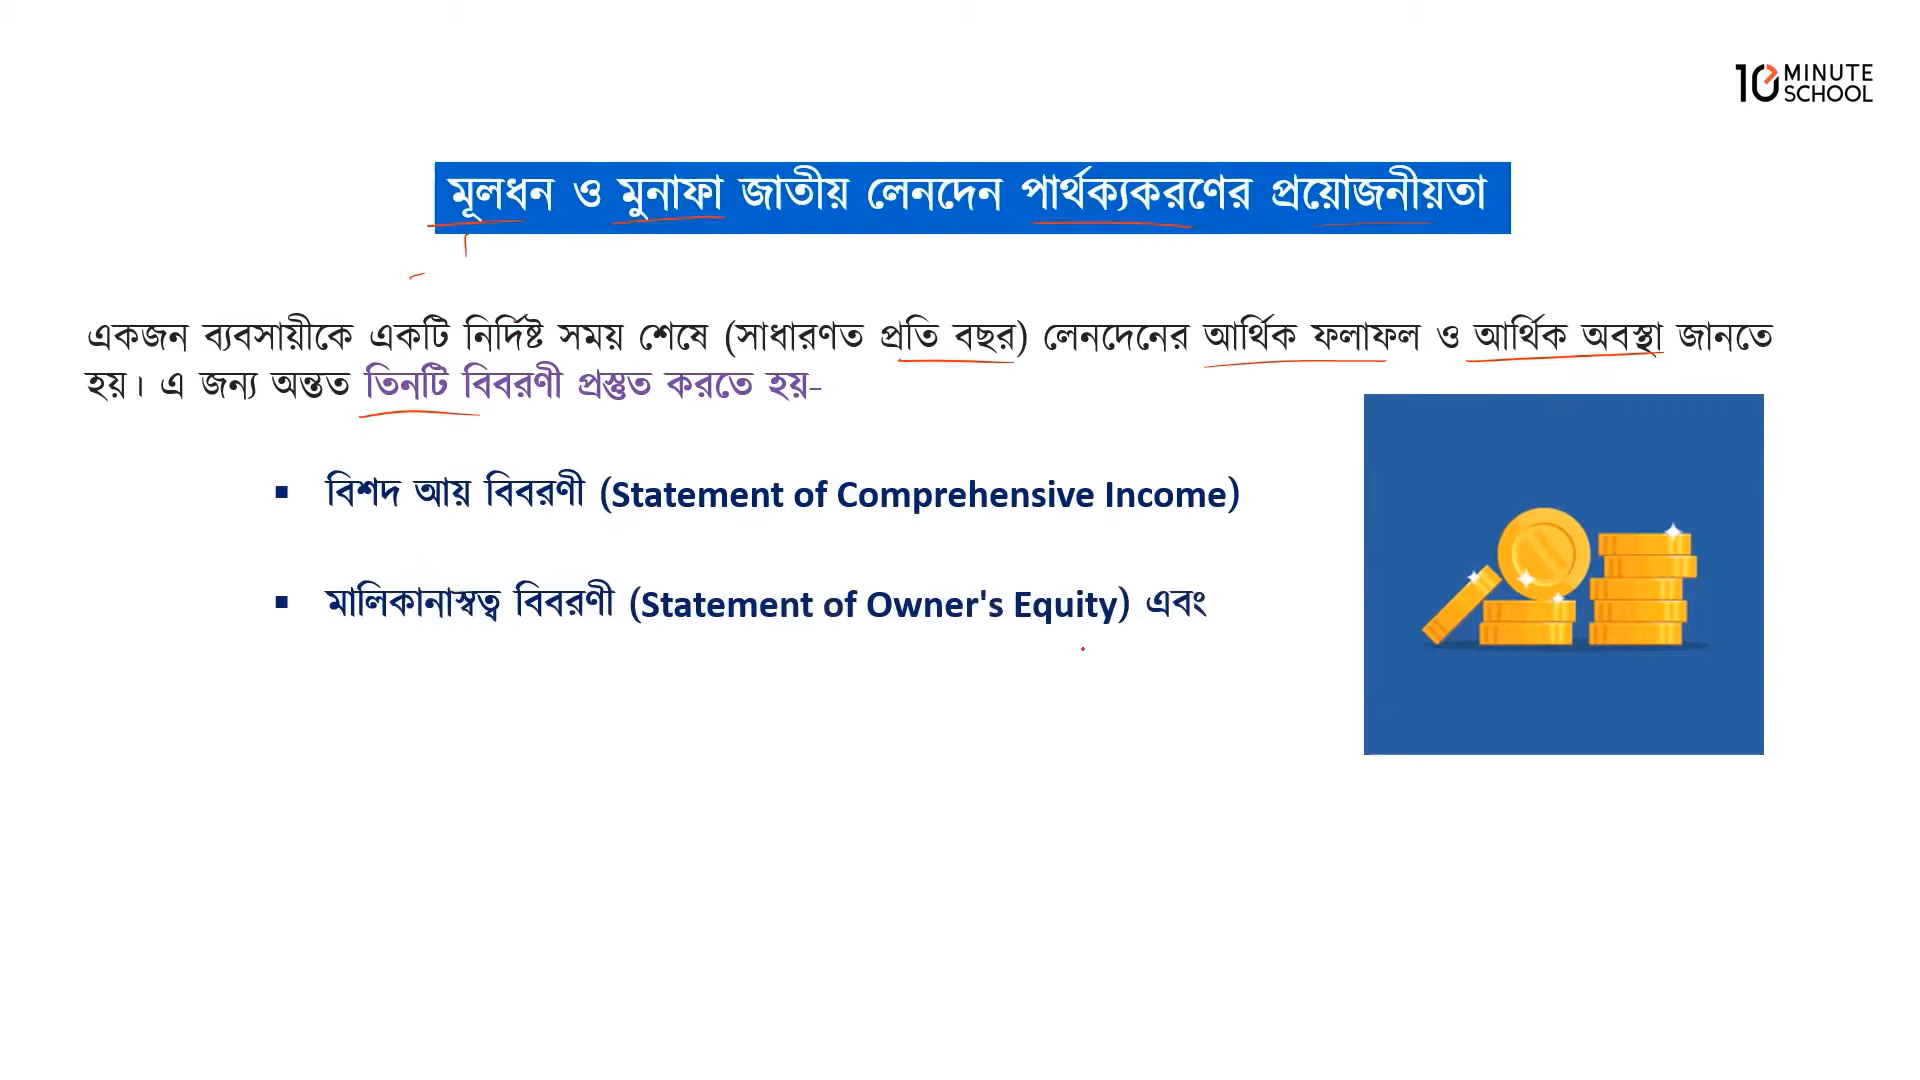 10 MINUTE
SCHOOL
মূলধন ও মুনাফা জাতীয় লেনদেন পার্থক্যকরণের প্রয়োজনীয়তা
একজন ব্যবসায়ীকে একটি নির্দিষ্ট সময় শেষে (সাধারণত প্রতি বছর) লেনদেনের আর্থিক ফলাফল ও আর্থিক অবস্থা জানতে
হয়। এ জন্য অন্তত তিনটি বিবরণী প্রস্তুত করতে হয়-
▪ বিশদ আয় বিবরণী (Statement of Comprehensive Income)
▪ মালিকানাস্বত্ব বিবরণী (Statement of Owner's Equity) এবং